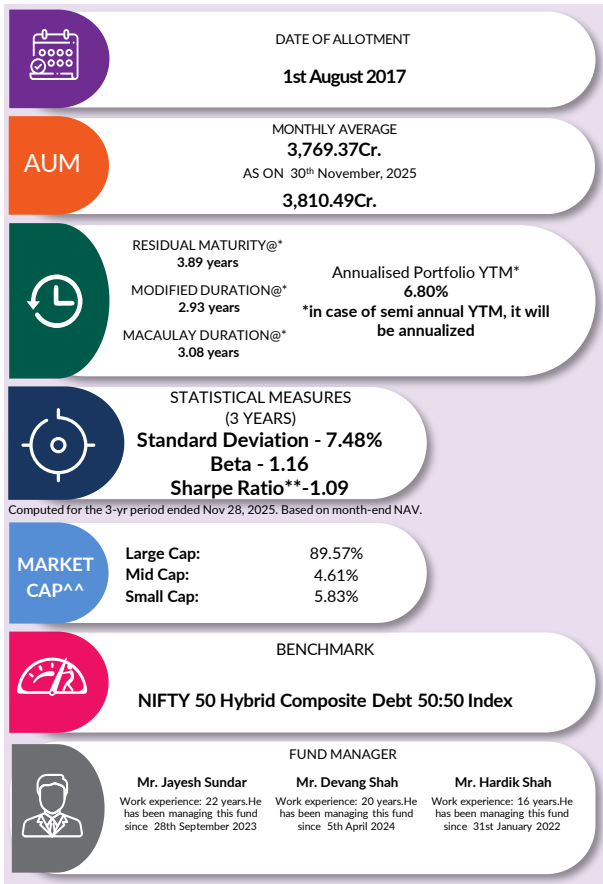 DATE OF ALLOTMENT
1st August 2017
AUM
MONTHLY AVERAGE
3,769.37Cr.
AS ON 30th November, 2025
3,810.49Cr.
RESIDUAL MATURITY@*
3.89 years
MODIFIED DURATION@*
2.93 years
MACAULAY DURATION@*
3.08 years
Annualised Portfolio YTM*
6.80%
*in case of semi annual YTM, it will
be annualized
STATISTICAL MEASURES
(3 YEARS)
Standard Deviation - 7.48%
Beta - 1.16
Sharpe Ratio**-1.09
Computed for the 3-yr period ended Nov 28, 2025. Based on month-end NAV.
MARKET
CAP^^
Large Cap: 89.57%
Mid Cap: 4.61%
Small Cap: 5.83%
BENCHMARK
NIFTY 50 Hybrid Composite Debt 50:50 Index
FUND MANAGER
Mr. Jayesh Sundar
Work experience: 22 years.He
has been managing this fund
since 28th September 2023
Mr. Devang Shah
Work experience: 20 years.He
has been managing this fund
since 5th April 2024
Mr. Hardik Shah
Work experience: 16 years.He
has been managing this fund
since 31st January 2022